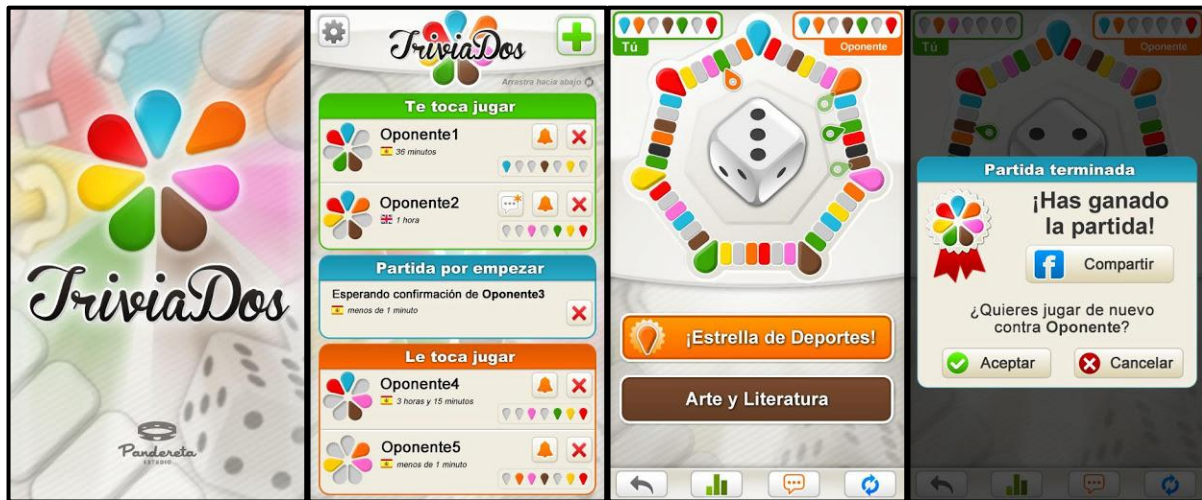 TriviaDos
Pandereta
ESTUDIO
TriviaDos
Arrastra hacia abajo
Te toca jugar
Oponente1
36 minutos
Oponente2
1 hora
Partida por empezar
Esperando confirmación de Oponente3
menos de 1 minuto
Le toca jugar
Oponente4
3 horas y 15 minutos
Oponente5
menos de 1 minuto
Tú
Oponente
¡Estrella de Deportes!
Arte y Literatura
Tú
Oponente
Partida terminada
¡Has ganado
la partida!
Compartir
¿Quieres jugar de nuevo
contra Oponente?
Aceptar
Cancelar